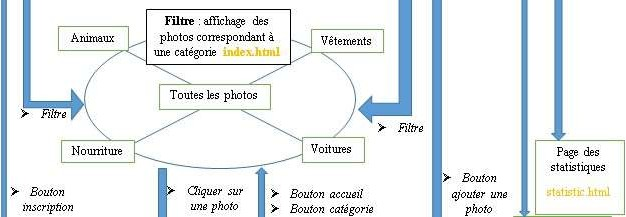 Filtre : affichage des
photos correspondant à
une catégorie index.html
Animaux
Vêtements
Toutes les photos
Filtre
Filtre
Nourriture
Voitures
Page des
statistiques
statistic.html
Bouton
inscription
Cliquer sur
une photo
Bouton accueil
Bouton catégorie
Bouton
ajouter une
photo